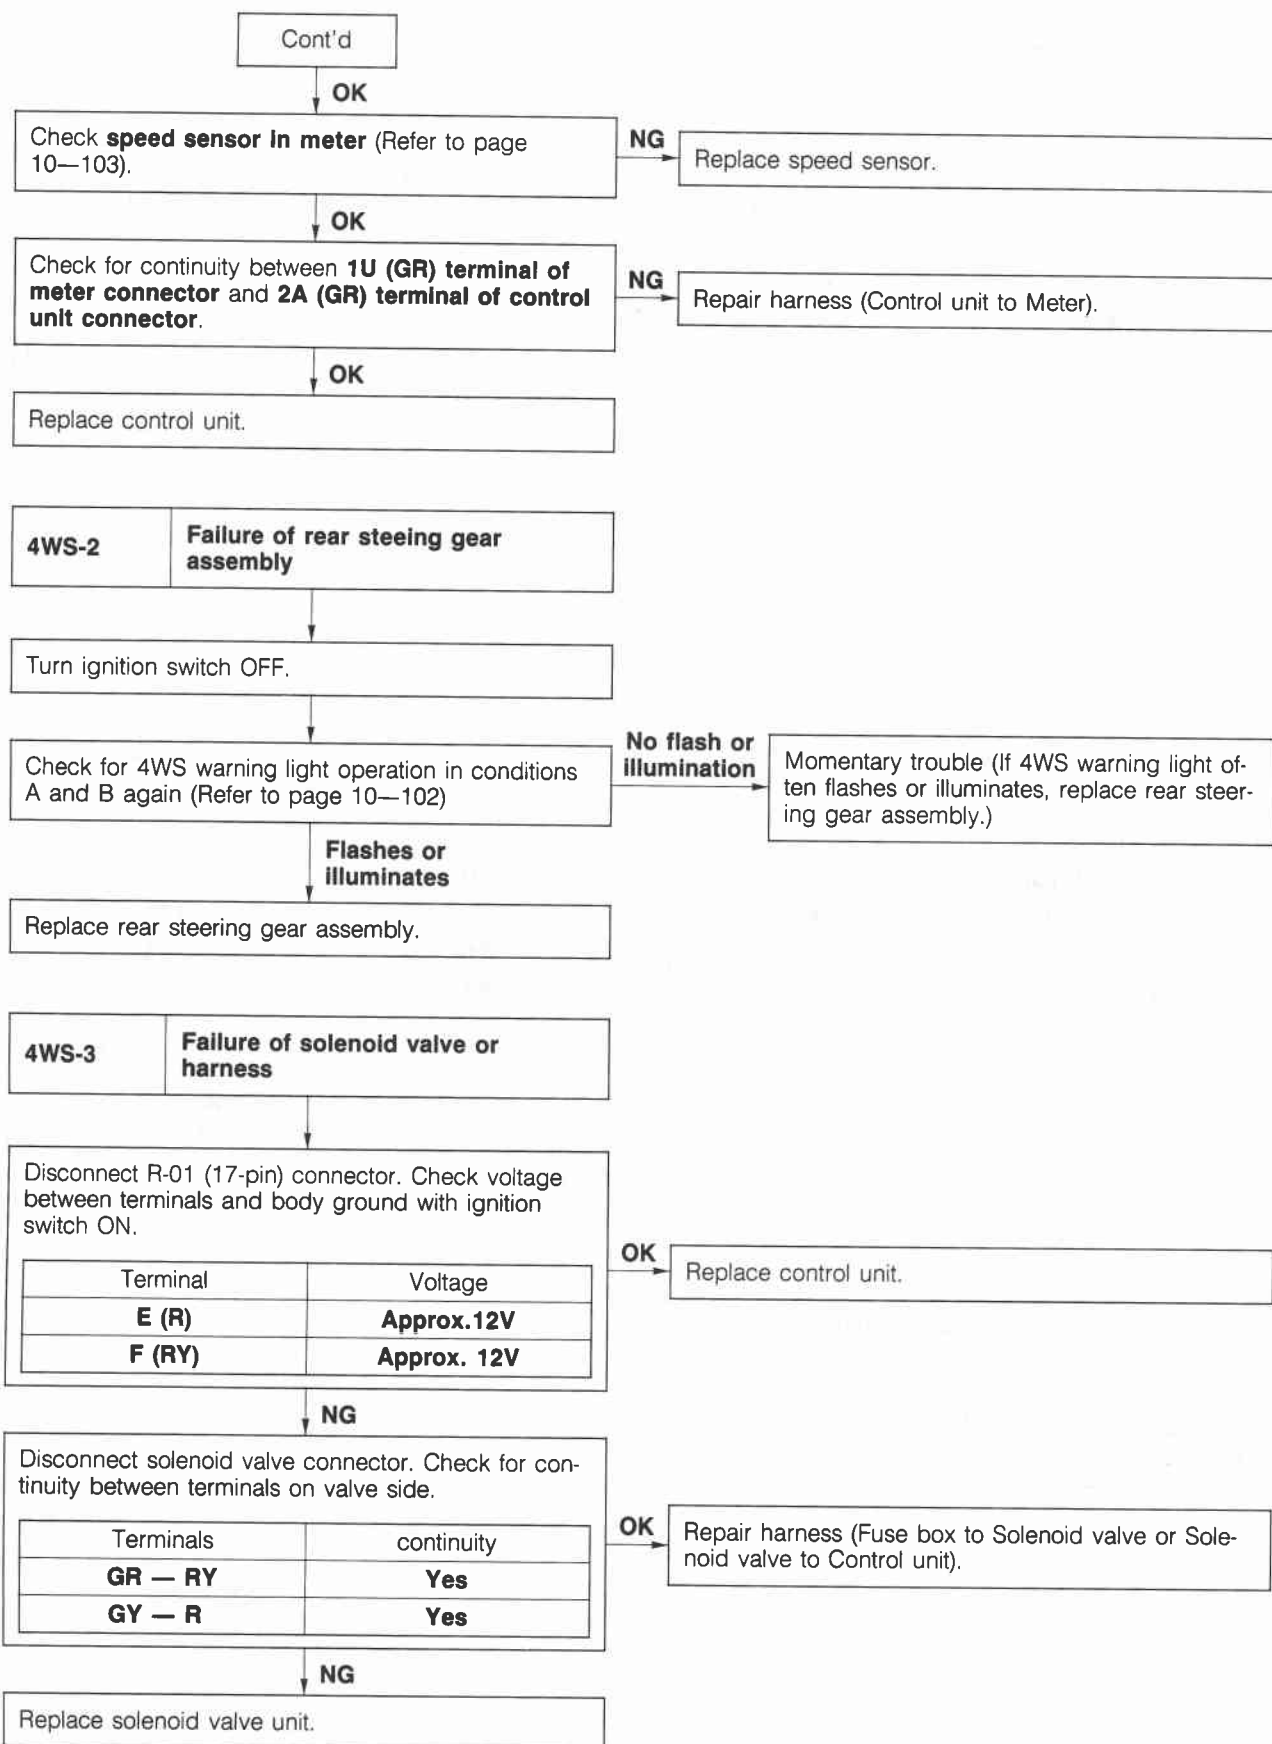 Cont'd
OK
Check speed sensor in meter (Refer to page
10—103).
NG
Replace speed sensor.
OK
Check for continuity between 1U (GR) terminal of
meter connector and 2A (GR) terminal of control
unit connector.
NG
Repair harness (Control unit to Meter).
OK
Replace control unit.
4WS-2
Failure of rear steeing gear
assembly
Turn ignition switch OFF.
Check for 4WS warning light operation in conditions
A and B again (Refer to page 10—102)
No flash or
illumination
Momentary trouble (If 4WS warning light of-
ten flashes or illuminates, replace rear steer-
ing gear assembly.)
Flashes or
illuminates
Replace rear steering gear assembly.
4WS-3
Failure of solenoid valve or
harness
Disconnect R-01 (17-pin) connector. Check voltage
between terminals and body ground with ignition
switch ON.
Terminal Voltage
E (R) Approx.12V
F (RY) Approx. 12V
OK
Replace control unit.
NG
Disconnect solenoid valve connector. Check for con-
tinuity between terminals on valve side.
Terminals continuity
GR — RY Yes
GY — R Yes
OK
Repair harness (Fuse box to Solenoid valve or Sole-
noid valve to Control unit).
NG
Replace solenoid valve unit.